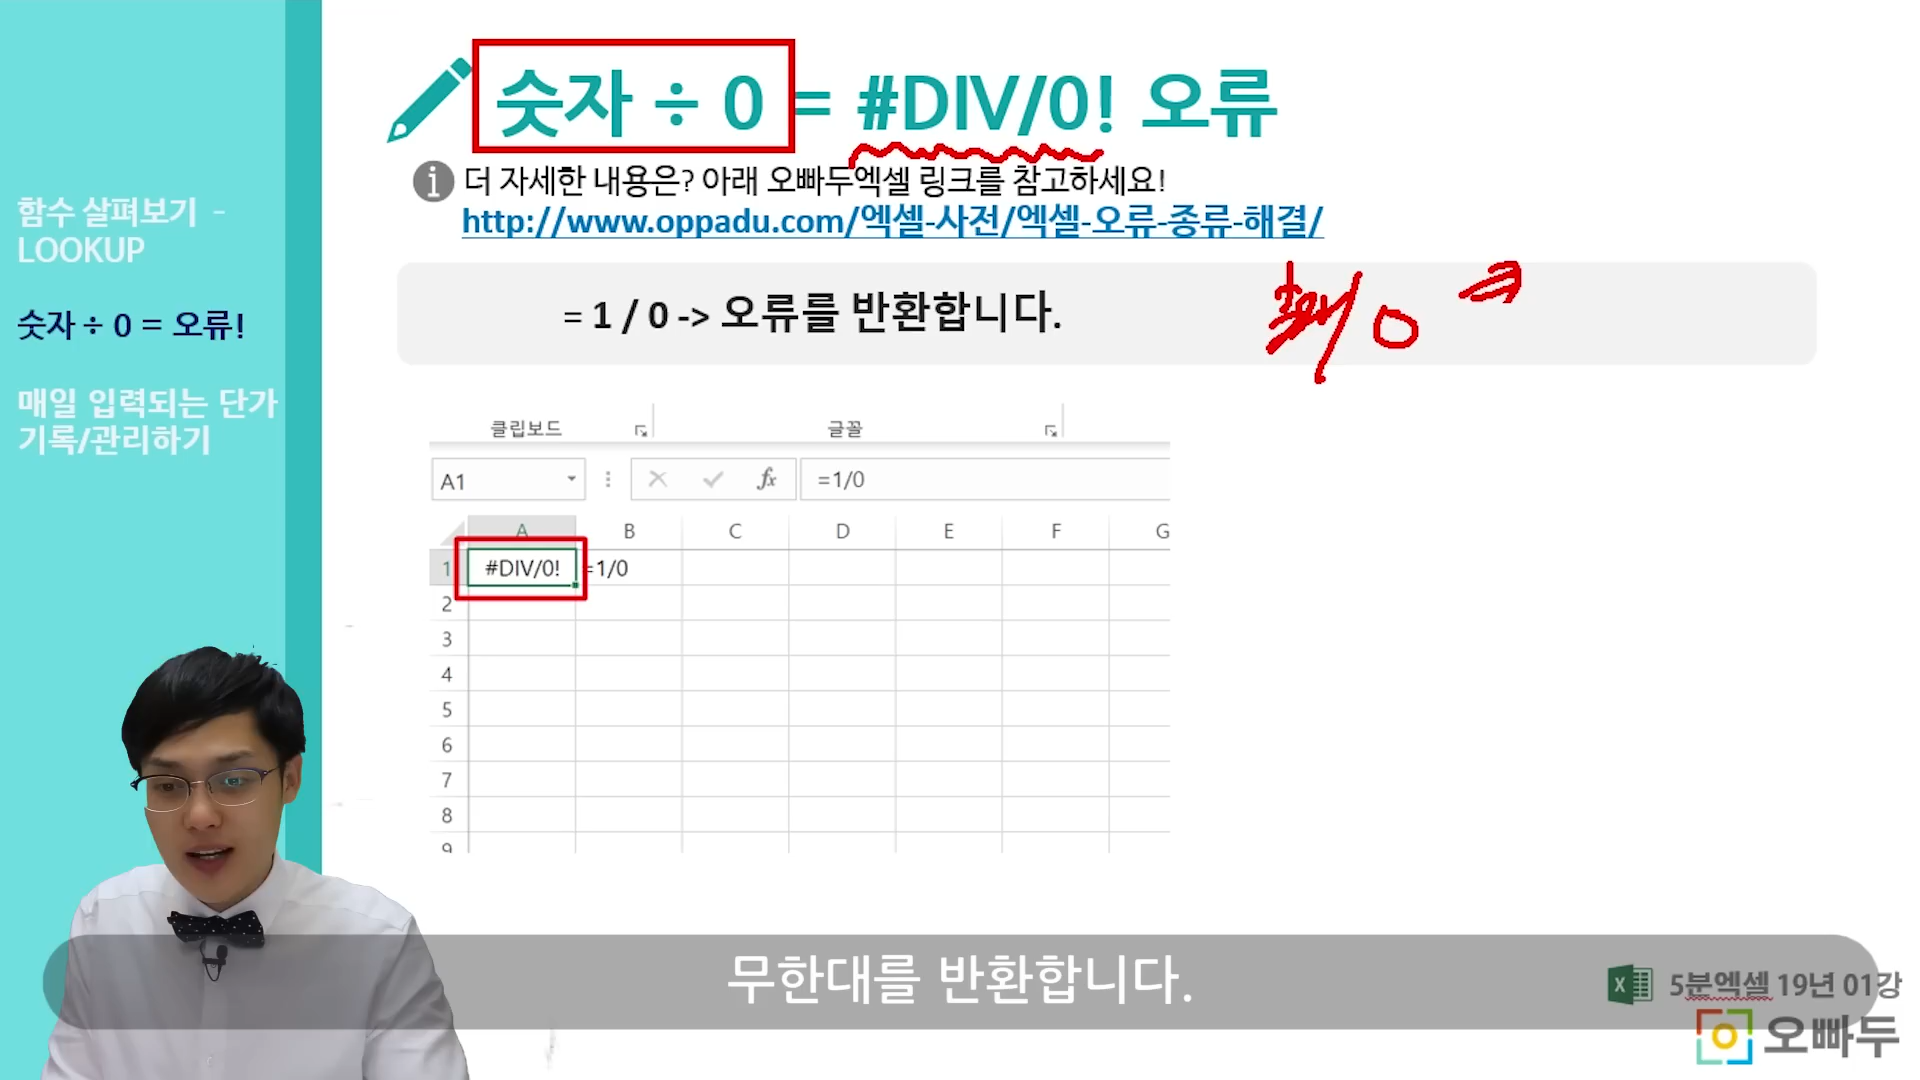 숫자 ÷ 0 = #DIV/0! 오류
더 자세한 내용은? 아래 오빠두엑셀 링크를 참고하세요!
http://www.oppadu.com/엑셀-사전/엑셀-오류-종류-해결/
함수 살펴보기 -
LOOKUP
숫자 ÷ 0 = 오류!
매일 입력되는 단가
기록/관리하기
= 1 / 0 -> 오류를 반환합니다.
클립보드 글꼴
A1 fx =1/0
A B C D E F G
1 #DIV/0! =1/0
2
3
4
5
6
7
8
9
무한대를 반환합니다.
5분엑셀 19년 01강
오빠두